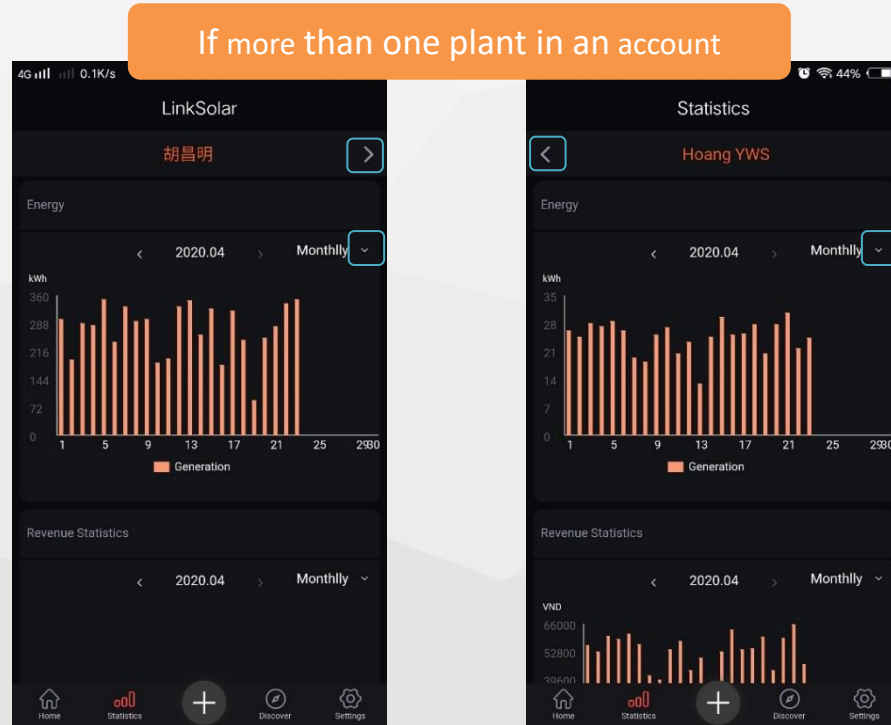 If more than one plant in an account
4G 0.1K/s
LinkSolar
胡昌明
Energy
2020.04 Monthlly
kWh
360
288
216
144
72
0
1 5 9 13 17 21 25 2930
Generation
Revenue Statistics
2020.04 Monthlly
Home Statistics Discover Settings
44%
Statistics
Hoang YWS
Energy
2020.04 Monthlly
kWh
35
28
21
14
7
0
1 5 9 13 17 21 25 2930
Generation
Revenue Statistics
2020.04 Monthlly
VND
66000
52800
39600
Home Statistics Discover Settings